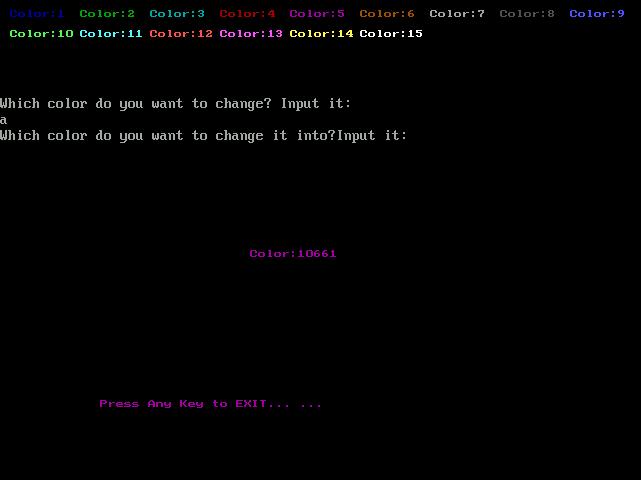 Color:1 Color:2 Color:3 Color:4 Color:5 Color:6 Color:7 Color:8 Color:9
Color:10 Color:11 Color:12 Color:13 Color:14 Color:15
Which color do you want to change? Input it:
a
Which color do you want to change it into?Input it:
Color:10661
Press Any Key to EXIT... ...